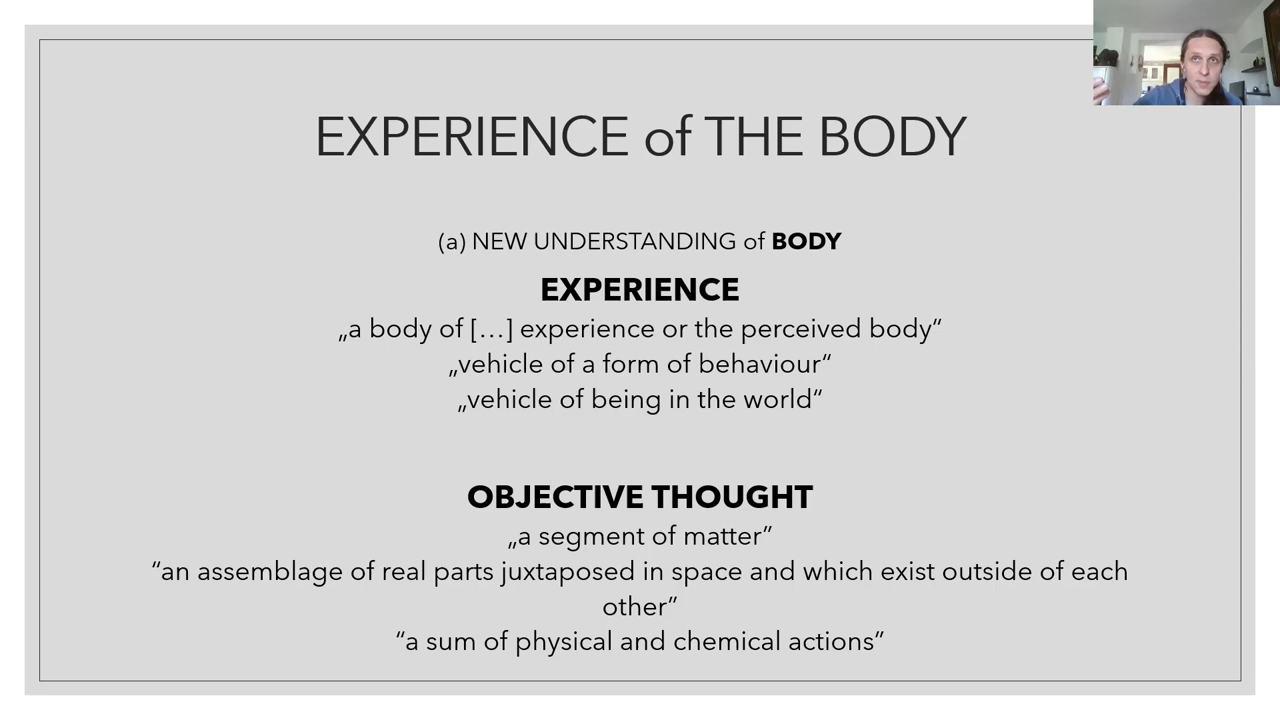 EXPERIENCE of THE BODY
(a) NEW UNDERSTANDING of BODY
EXPERIENCE
„a body of […] experience or the perceived body“
„vehicle of a form of behaviour“
„vehicle of being in the world“
OBJECTIVE THOUGHT
„a segment of matter”
“an assemblage of real parts juxtaposed in space and which exist outside of each
other”
“a sum of physical and chemical actions”